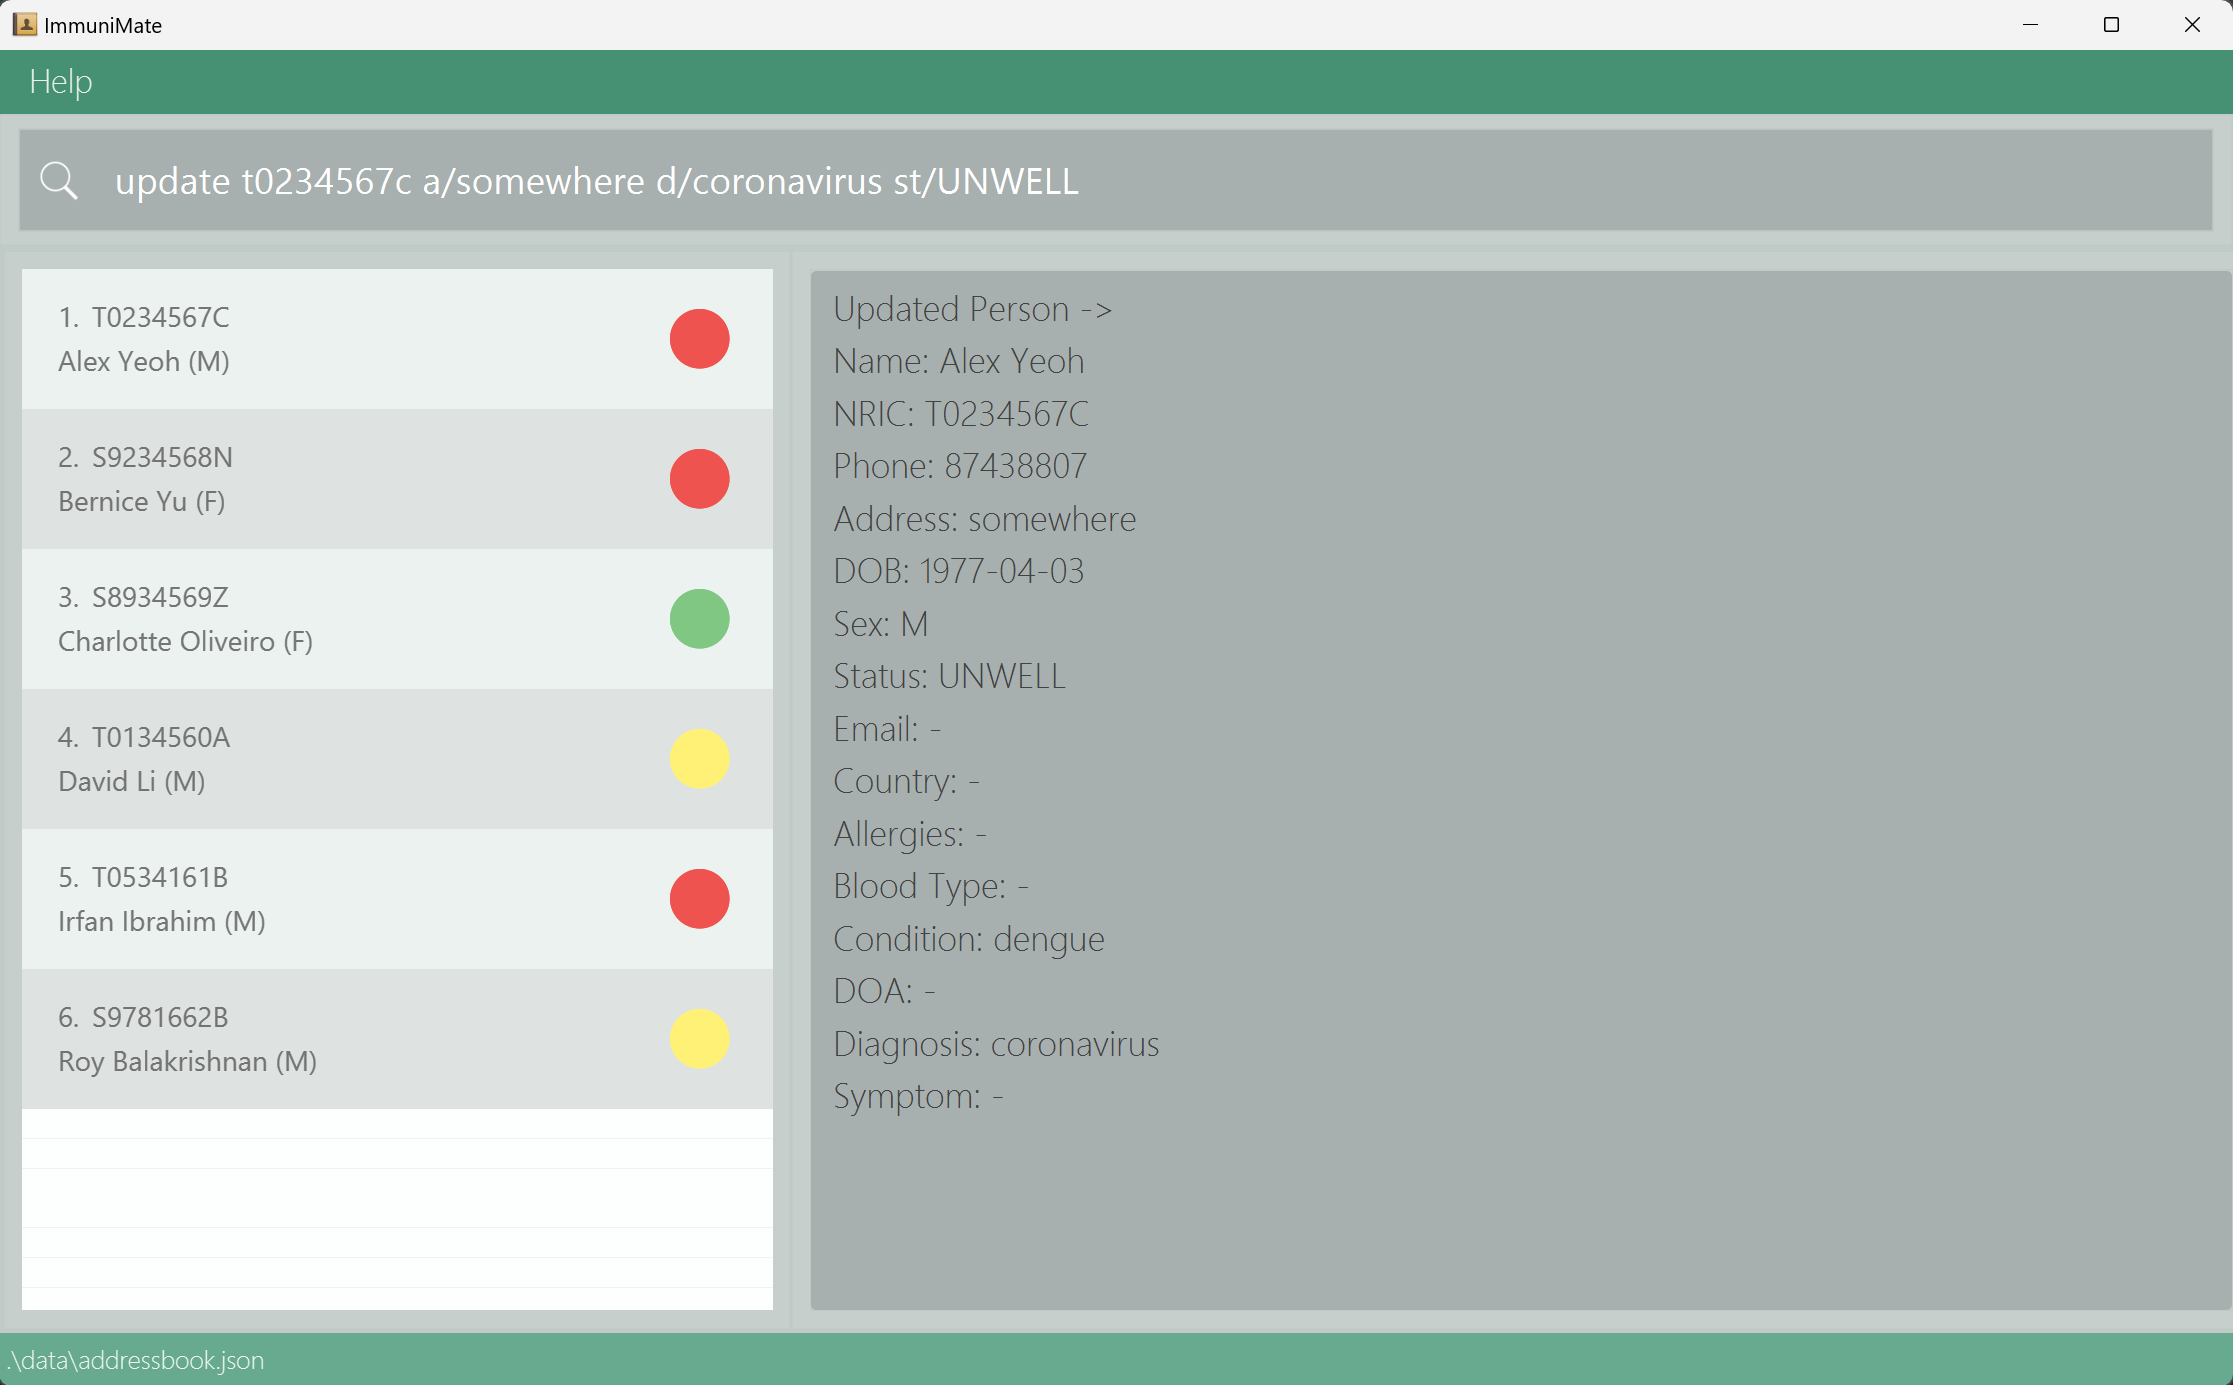 ImmuniMate
Help
update t0234567c a/somewhere d/coronavirus st/UNWELL
1. T0234567C
Alex Yeoh (M)
2. S9234568N
Bernice Yu (F)
3. S8934569Z
Charlotte Oliveiro (F)
4. T0134560A
David Li (M)
5. T0534161B
Irfan Ibrahim (M)
6. S9781662B
Roy Balakrishnan (M)
Updated Person ->
Name: Alex Yeoh
NRIC: T0234567C
Phone: 87438807
Address: somewhere
DOB: 1977-04-03
Sex: M
Status: UNWELL
Email: -
Country: -
Allergies: -
Blood Type: -
Condition: dengue
DOA: -
Diagnosis: coronavirus
Symptom: -
.\data\addressbook.json